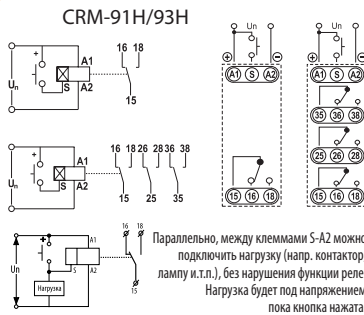 CRM-91H/93H
Un
Un
16 18
A1
Un
S A2
15
A1 S A2
A1 S A2
35 36 38
25 26 28
15 16 18
15 16 18
16 18 26 28 36 38
A1
Un
S A2
15 25 35
16 18
A1
Un
S A2
15
Нагрузка
Параллельно, между клеммами S-A2 можно
подключить нагрузку (напр. контактор,
лампу и.т.п.), без нарушения функции реле.
Нагрузка будет под напряжением
пока кнопка нажата.